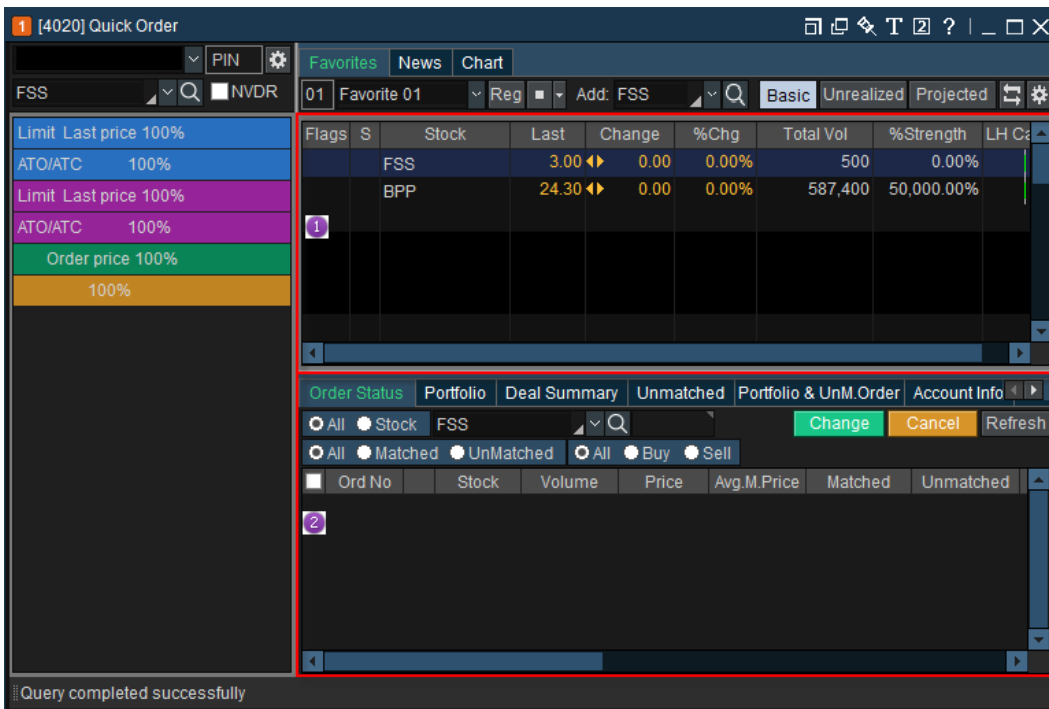 1 [4020] Quick Order T 2 ?
PIN
FSS NVDR
Limit Last price 100%
ATO/ATC 100%
Limit Last price 100%
ATO/ATC 100%
Order price 100%
100%
Favorites News Chart
01 Favorite 01 Reg Add: FSS Basic Unrealized Projected
Flags S Stock Last Change %Chg Total Vol %Strength LH Ca
FSS 3.00 0.00 0.00% 500 0.00%
BPP 24.30 0.00 0.00% 587,400 50,000.00%
1
Order Status Portfolio Deal Summary Unmatched Portfolio & UnM.Order Account Info
All Stock FSS Change Cancel Refresh
All Matched UnMatched All Buy Sell
Ord No Stock Volume Price Avg.M.Price Matched Unmatched
2
Query completed successfully